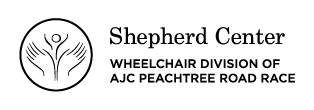 Shepherd Center
WHEELCHAIR DIVISION OF
AJC PEACHTREE ROAD RACE